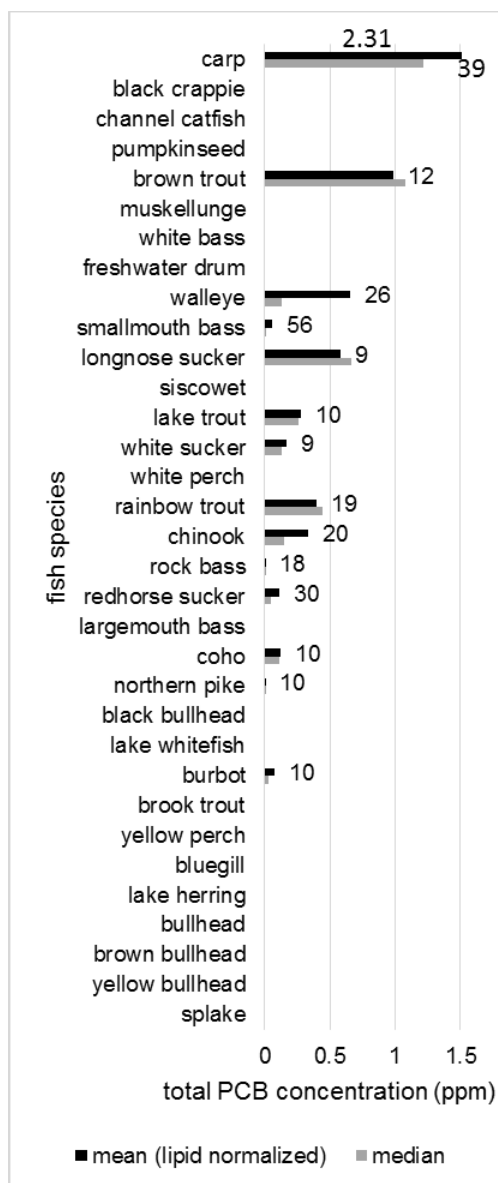 2.31
carp 39
black crappie
channel catfish
pumpkinseed
brown trout 12
muskellunge
white bass
freshwater drum
walleye 26
smallmouth bass 56
longnose sucker 9
siscowet
lake trout 10
white sucker 9
white perch
rainbow trout 19
chinook 20
rock bass 18
redhorse sucker 30
largemouth bass
coho 10
northern pike 10
black bullhead
lake whitefish
burbot 10
brook trout
yellow perch
bluegill
lake herring
bullhead
brown bullhead
yellow bullhead
splake
fish species
0 0.5 1 1.5
total PCB concentration (ppm)
mean (lipid normalized) median